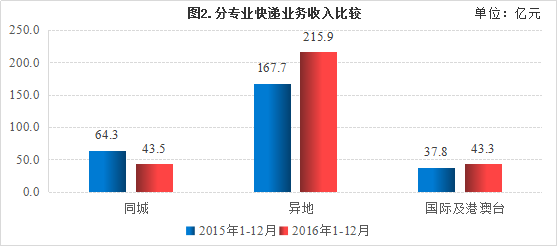 图2.分专业快递业务收入比较
单位：亿元
250.0
200.0
150.0
100.0
50.0
0.0
64.3
43.5
167.7
215.9
37.8
43.3
同城
异地
国际及港澳台
2015年1-12月
2016年1-12月